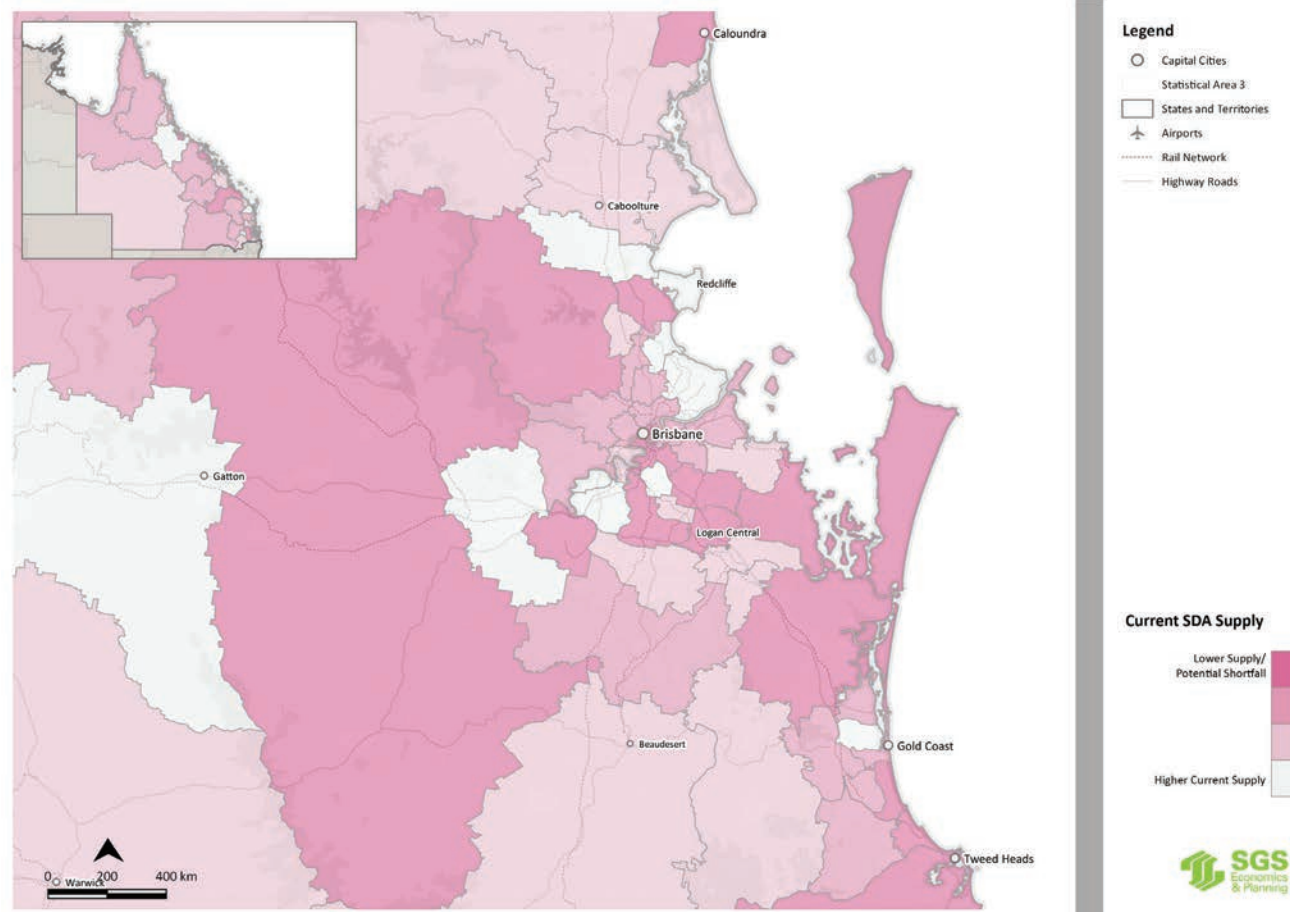 Caloundra
Caboolture
Redcliffe
Brisbane
Gatton
Logan Central
Beaudesert
Gold Coast
Tweed Heads
Warwick
0 200 400 km
Legend
Capital Cities
Statistical Area 3
States and Territories
Airports
Rail Network
Highway Roads
Current SDA Supply
Lower Supply/
Potential Shortfall
Higher Current Supply
SGS
Economics
& Planning